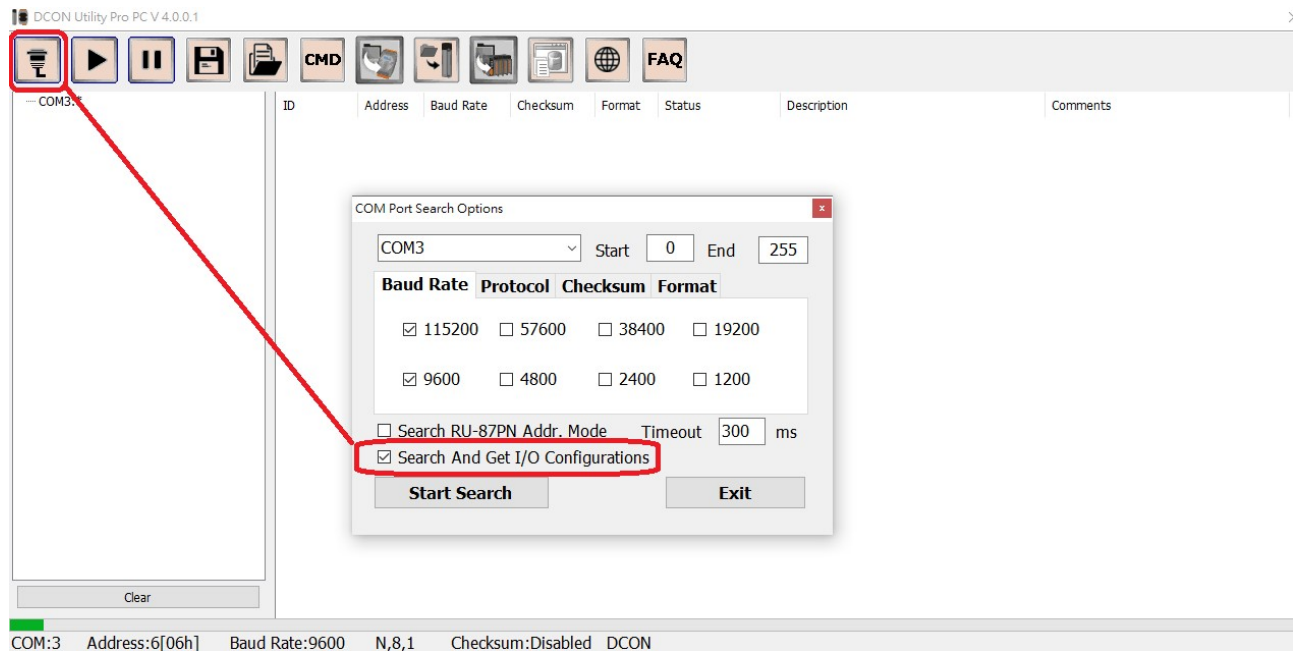 DCON Utility Pro PC V 4.0.0.1
CMD FAQ
COM3:*
ID Address Baud Rate Checksum Format Status Description Comments
COM Port Search Options x
COM3 Start 0 End 255
Baud Rate Protocol Checksum Format
115200 57600 38400 19200
9600 4800 2400 1200
Search RU-87PN Addr. Mode Timeout 300 ms
Search And Get I/O Configurations
Start Search Exit
Clear
COM:3 Address:6[06h] Baud Rate:9600 N,8,1 Checksum:Disabled DCON